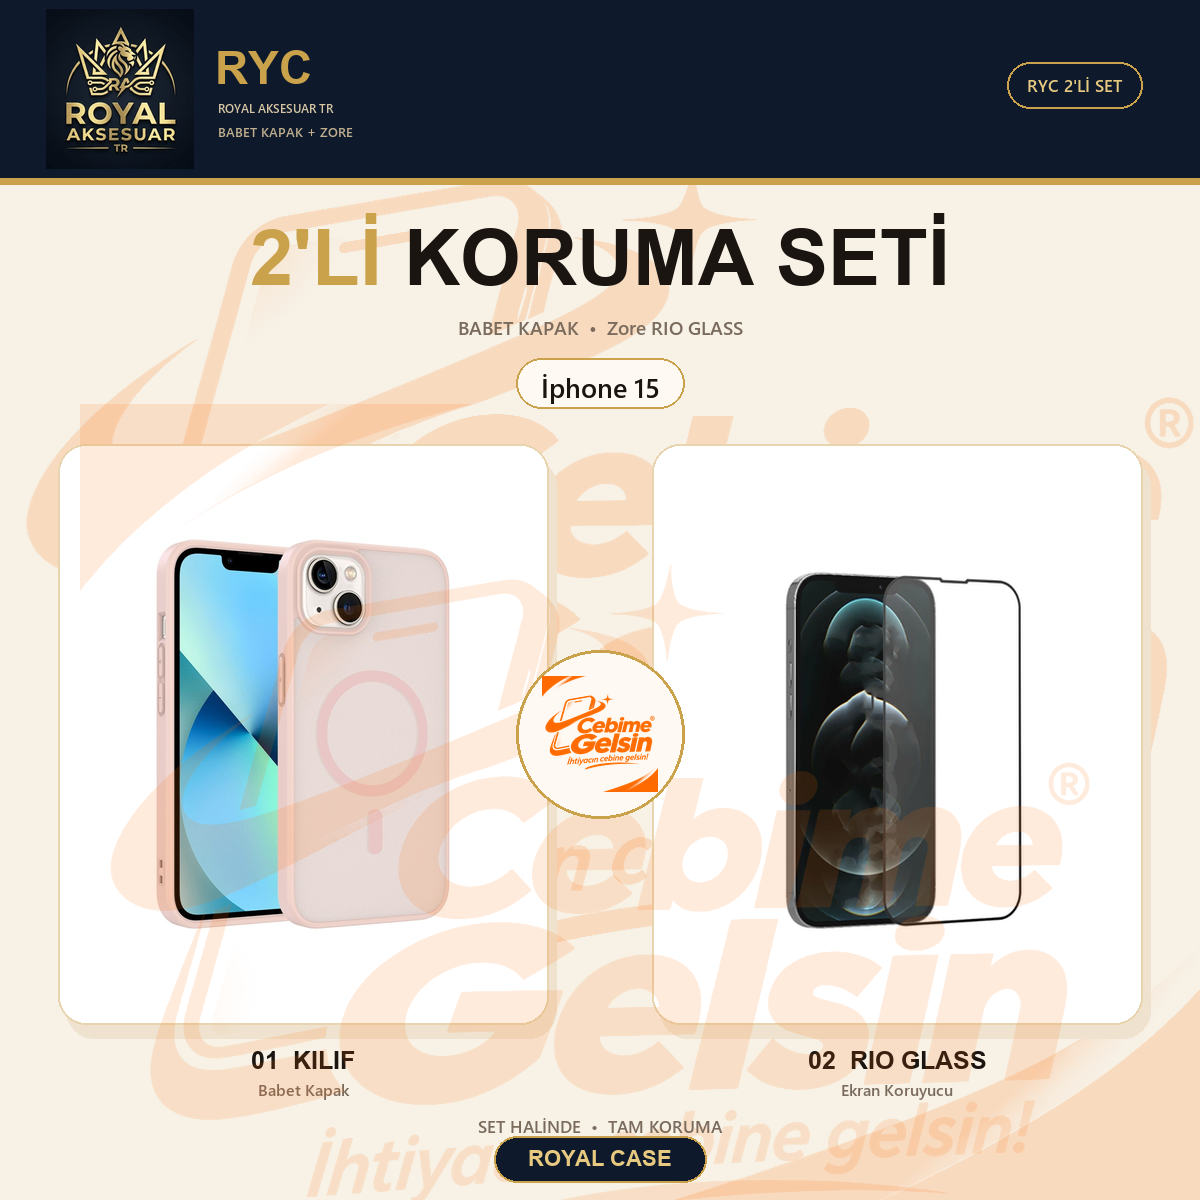 ROYAL
AKSESUAR
TR
RYC
ROYAL AKSESUAR TR
BABET KAPAK + ZORE
RYC 2'Lİ SET
2'Lİ KORUMA SETİ
BABET KAPAK • Zore RIO GLASS
İphone 15
Cebime
Gelsin
İhtiyacın cebine gelsin!
01 KILIF
Babet Kapak
02 RIO GLASS
Ekran Koruyucu
SET HALİNDE • TAM KORUMA
ROYAL CASE
Cebime ®
Gelsin